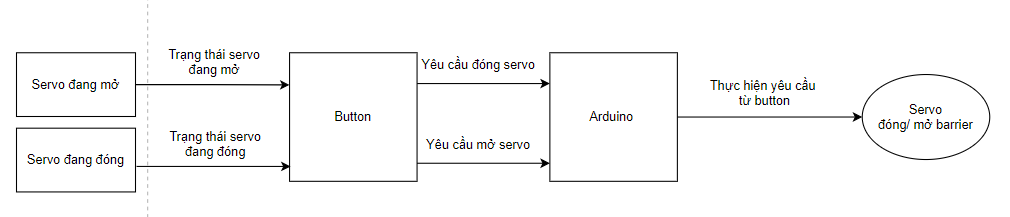 Servo đang mở
Trạng thái servo
đang mở
Servo đang đóng
Trạng thái servo
đang đóng
Button
Yêu cầu đóng servo
Yêu cầu mở servo
Arduino
Thực hiện yêu cầu
từ button
Servo
đóng/ mở barrier